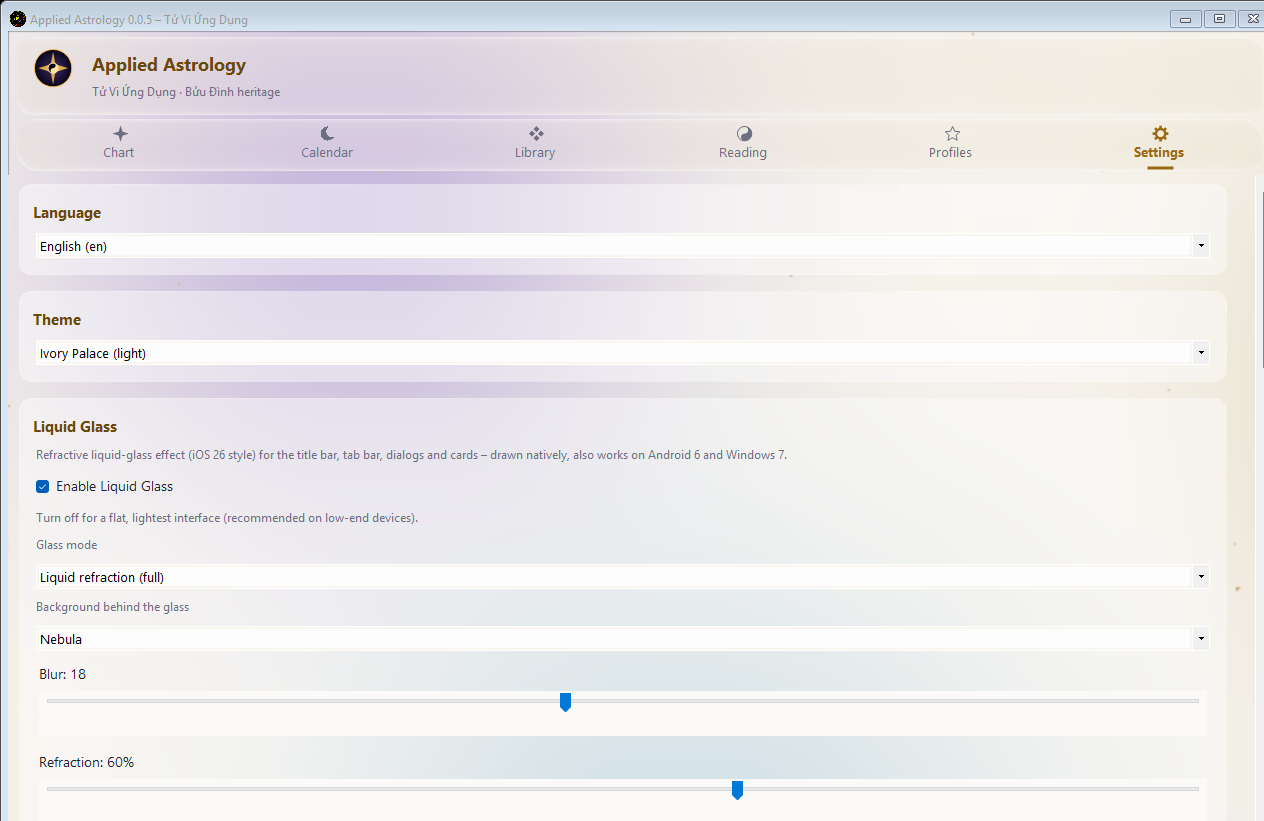 Applied Astrology 0.0.5 – Tử Vi Ứng Dụng
Applied Astrology
Tử Vi Ứng Dụng · Bửu Đình heritage
Chart
Calendar
Library
Reading
Profiles
Settings
Language
English (en)
Theme
Ivory Palace (light)
Liquid Glass
Refractive liquid-glass effect (iOS 26 style) for the title bar, tab bar, dialogs and cards – drawn natively, also works on Android 6 and Windows 7.
Enable Liquid Glass
Turn off for a flat, lightest interface (recommended on low-end devices).
Glass mode
Liquid refraction (full)
Background behind the glass
Nebula
Blur: 18
Refraction: 60%